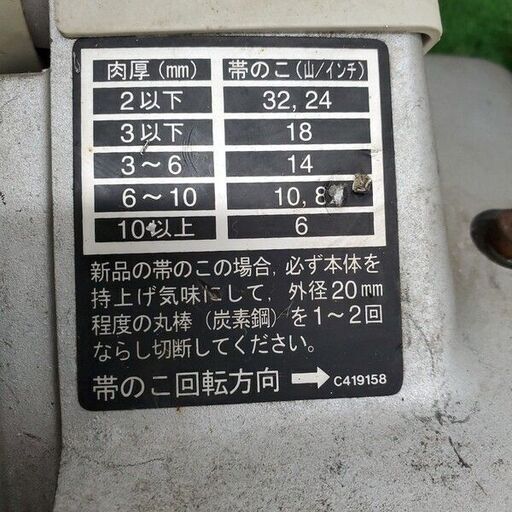 肉厚(mm) 帯のこ(山/インチ)
2以下 32,24
3以下 18
3～6 14
6～10 10,8
10以上 6
新品の帯のこの場合,必ず本体を
持上げ気味にして,外径20mm
程度の丸棒(炭素鋼)を1～2回
ならし切断してください。
帯のこ回転方向 → C419158